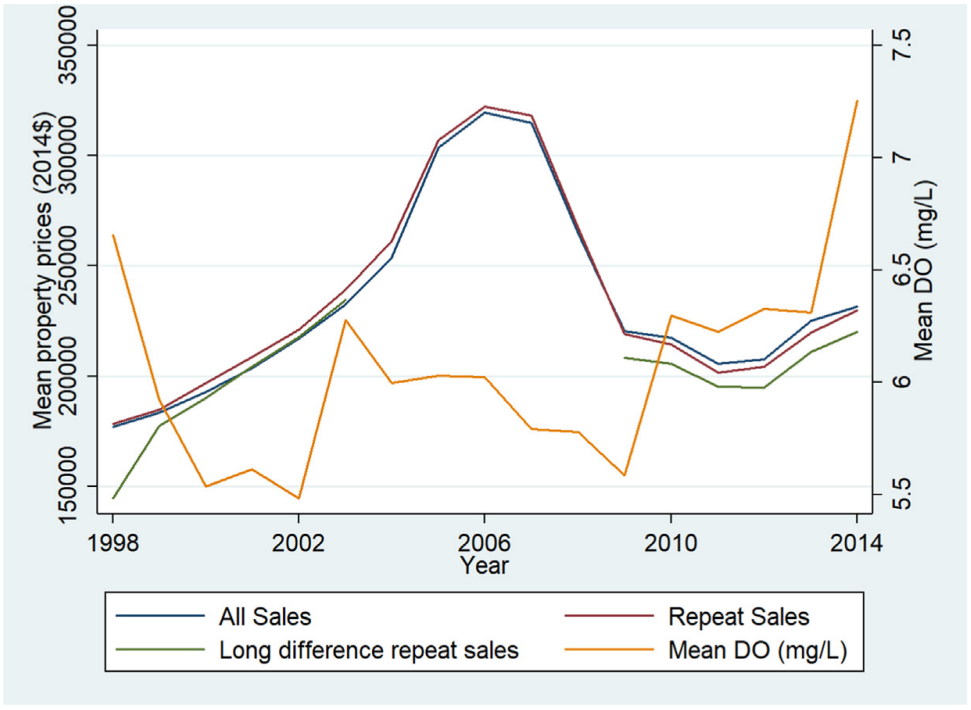 Mean property prices (2014$)
350000
300000
250000
200000
150000
7.5
7
6.5
6
5.5
Mean DO (mg/L)
1998 2002 2006 2010 2014
Year
All Sales Repeat Sales
Long difference repeat sales Mean DO (mg/L)